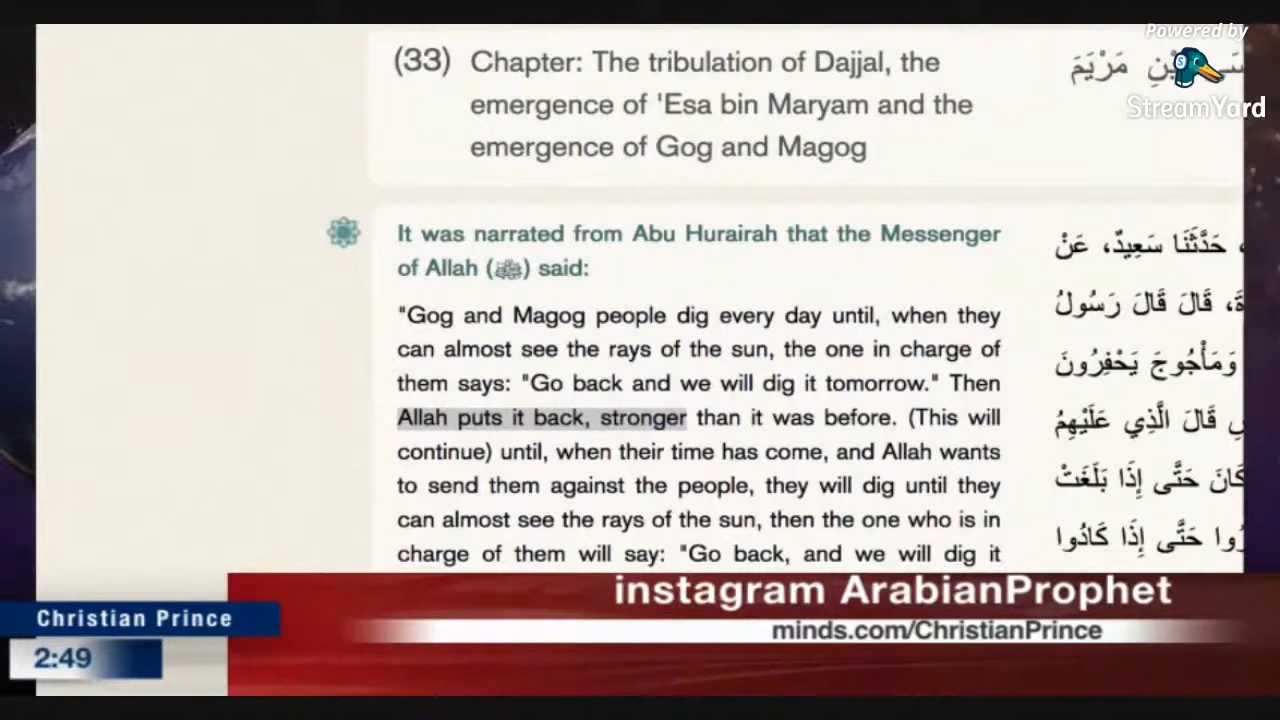 Powered by
StreamYard
(33) Chapter: The tribulation of Dajjal, the
emergence of 'Esa bin Maryam and the
emergence of Gog and Magog
بْنِ مَرْيَمَ
It was narrated from Abu Hurairah that the Messenger
of Allah (ﷺ) said:
"Gog and Magog people dig every day until, when they
can almost see the rays of the sun, the one in charge of
them says: "Go back and we will dig it tomorrow." Then
Allah puts it back, stronger than it was before. (This will
continue) until, when their time has come, and Allah wants
to send them against the people, they will dig until they
can almost see the rays of the sun, then the one who is in
charge of them will say: "Go back, and we will dig it
، حَدَّثَنَا سَعِيدٌ، عَنْ
قَالَ قَالَ رَسُولُ
وَمَأْجُوجَ يَحْفِرُونَ
قَالَ الَّذِي عَلَيْهِمُ
كَانَ حَتَّى إِذَا بَلَغَتْ
حَتَّى إِذَا كَادُوا
instagram ArabianProphet
Christian Prince
minds.com/ChristianPrince
2:49